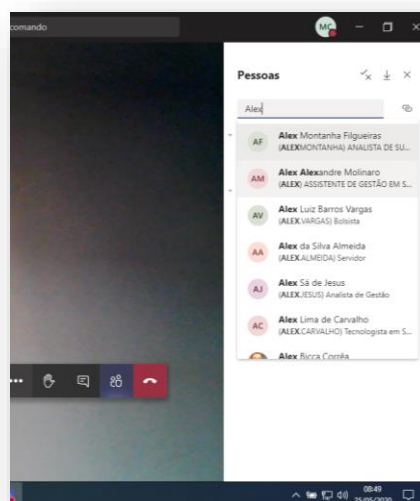 comando
MC
Pessoas
Alex
AF
Alex Montanha Filgueiras
(ALEXMONTANHA) ANALISTA DE SU...
AM
Alex Alexandre Molinaro
(ALEX) ASSISTENTE DE GESTÃO EM S...
AV
Alex Luiz Barros Vargas
(ALEX.VARGAS) Bolsista
AA
Alex da Silva Almeida
(ALEX.ALMEIDA) Servidor
AJ
Alex Sá de Jesus
(ALEX.JESUS) Analista de Gestão
AC
Alex Lima de Carvalho
(ALEX.CARVALHO) Tecnologista em S...
Alex Bicca Corrêa
08:49
25/05/2020